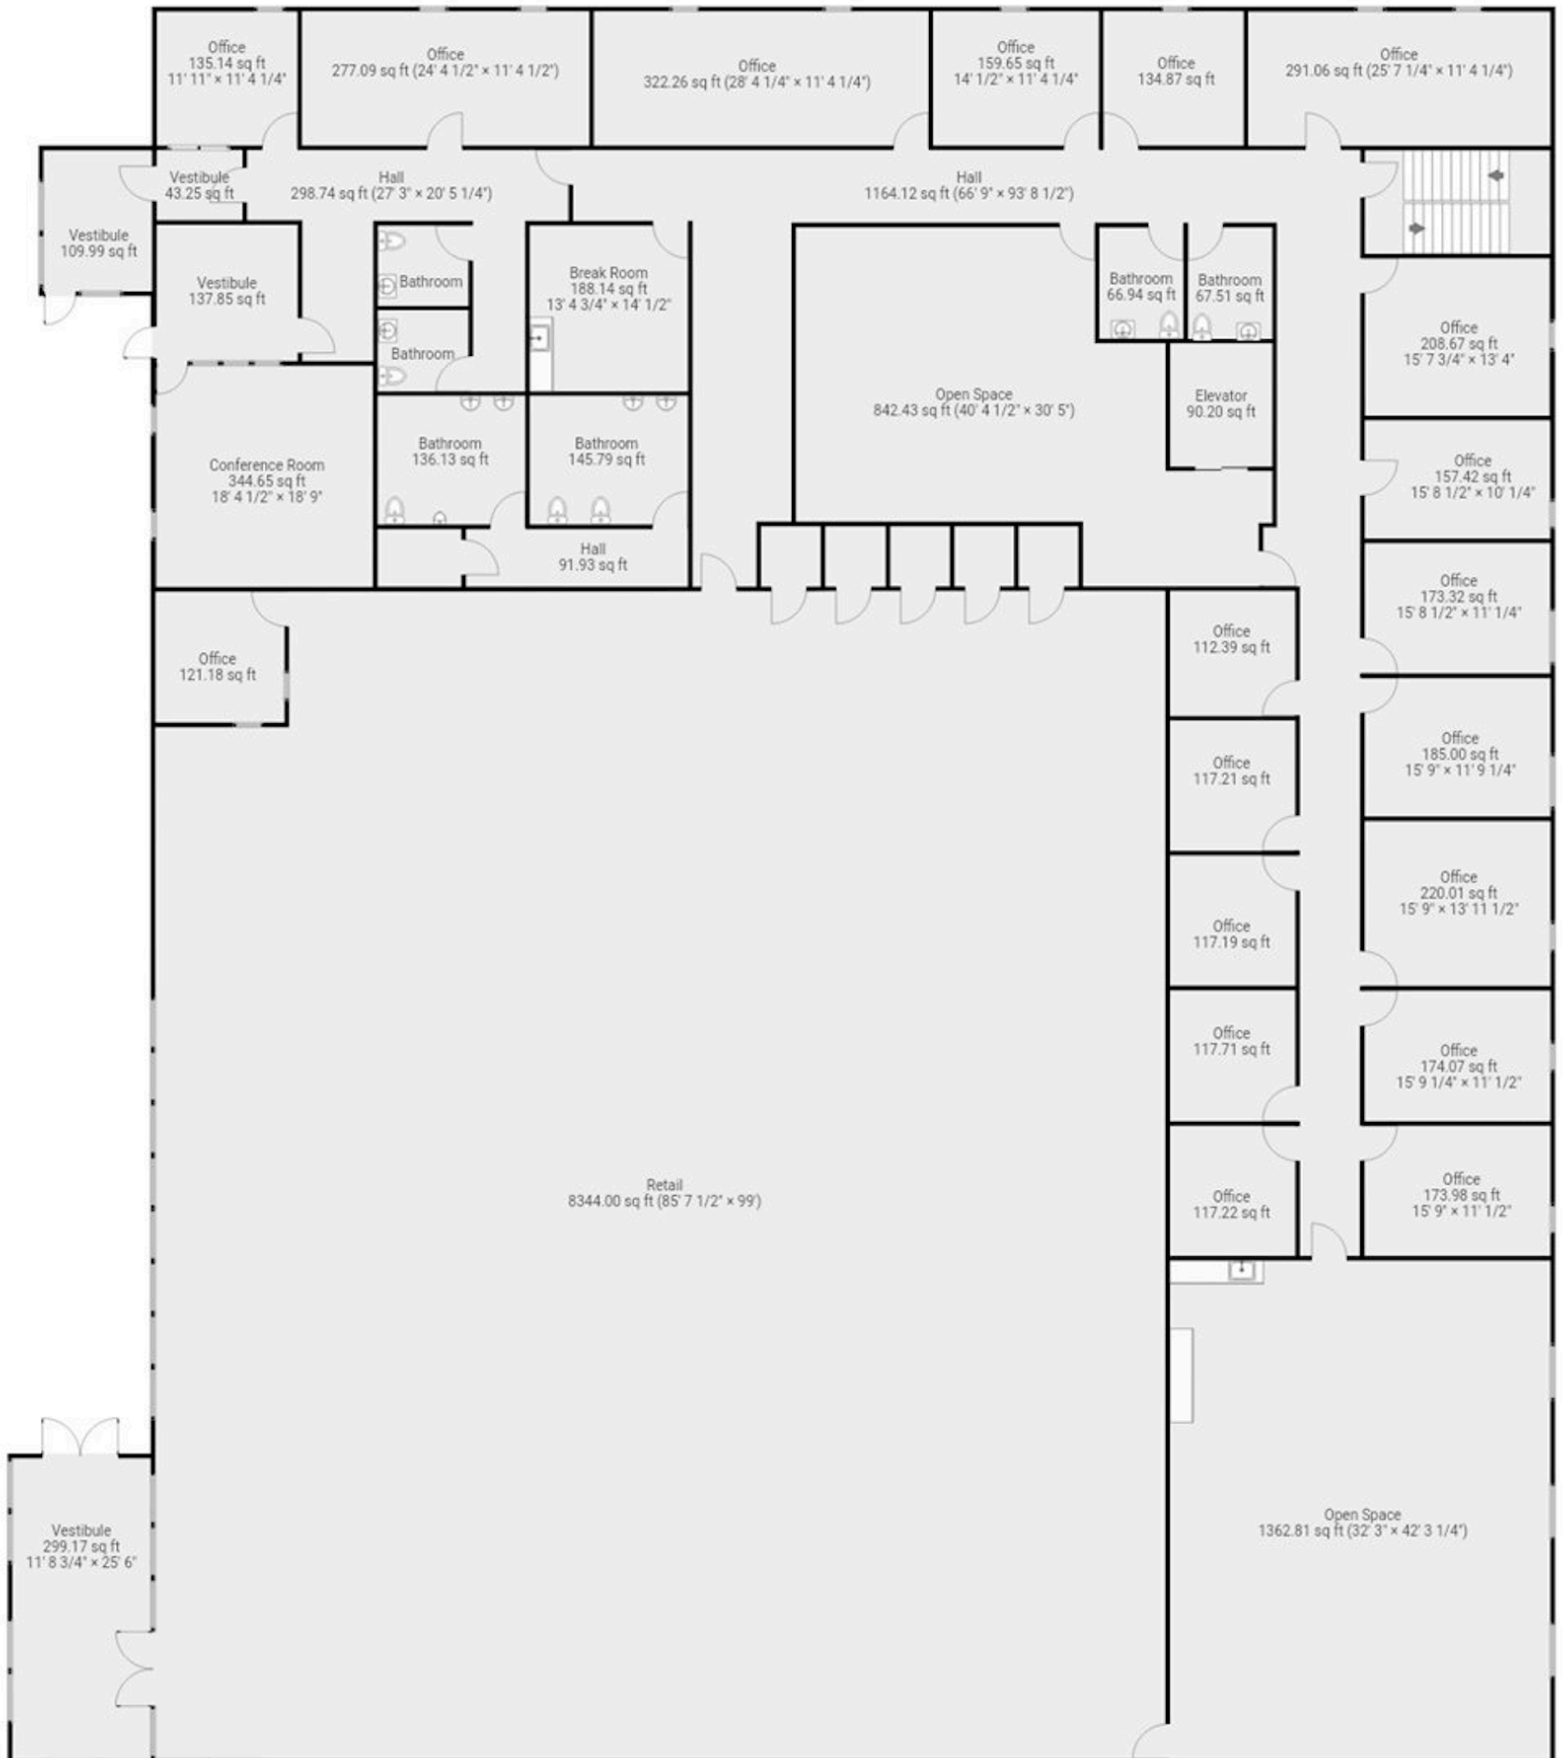 Office
135.14 sq ft
11' 11" × 11' 4 1/4"
Office
277.09 sq ft (24' 4 1/2" × 11' 4 1/2")
Office
322.26 sq ft (28' 4 1/4" × 11' 4 1/4")
Office
159.65 sq ft
14' 1/2" × 11' 4 1/4"
Office
134.87 sq ft
Office
291.06 sq ft (25' 7 1/4" × 11' 4 1/4")
Vestibule
43.25 sq ft
Hall
298.74 sq ft (27' 3" × 20' 5 1/4")
Hall
1164.12 sq ft (66' 9" × 93' 8 1/2")
Vestibule
109.99 sq ft
Vestibule
137.85 sq ft
Bathroom
Break Room
188.14 sq ft
13' 4 3/4" × 14' 1/2"
Bathroom
66.94 sq ft
Bathroom
67.51 sq ft
Bathroom
Office
208.67 sq ft
15' 7 3/4" × 13' 4"
Open Space
842.43 sq ft (40' 4 1/2" × 30' 5")
Elevator
90.20 sq ft
Conference Room
344.65 sq ft
18' 4 1/2" × 18' 9"
Bathroom
136.13 sq ft
Bathroom
145.79 sq ft
Office
157.42 sq ft
15' 8 1/2" × 10' 1/4"
Hall
91.93 sq ft
Office
173.32 sq ft
15' 8 1/2" × 11' 1/4"
Office
121.18 sq ft
Office
112.39 sq ft
Office
185.00 sq ft
15' 9" × 11' 9 1/4"
Office
117.21 sq ft
Office
220.01 sq ft
15' 9" × 13' 11 1/2"
Office
117.19 sq ft
Office
117.71 sq ft
Office
174.07 sq ft
15' 9 1/4" × 11' 1/2"
Retail
8344.00 sq ft (85' 7 1/2" × 99')
Office
117.22 sq ft
Office
173.98 sq ft
15' 9" × 11' 1/2"
Vestibule
299.17 sq ft
11' 8 3/4" × 25' 6"
Open Space
1362.81 sq ft (32' 3" × 42' 3 1/4")